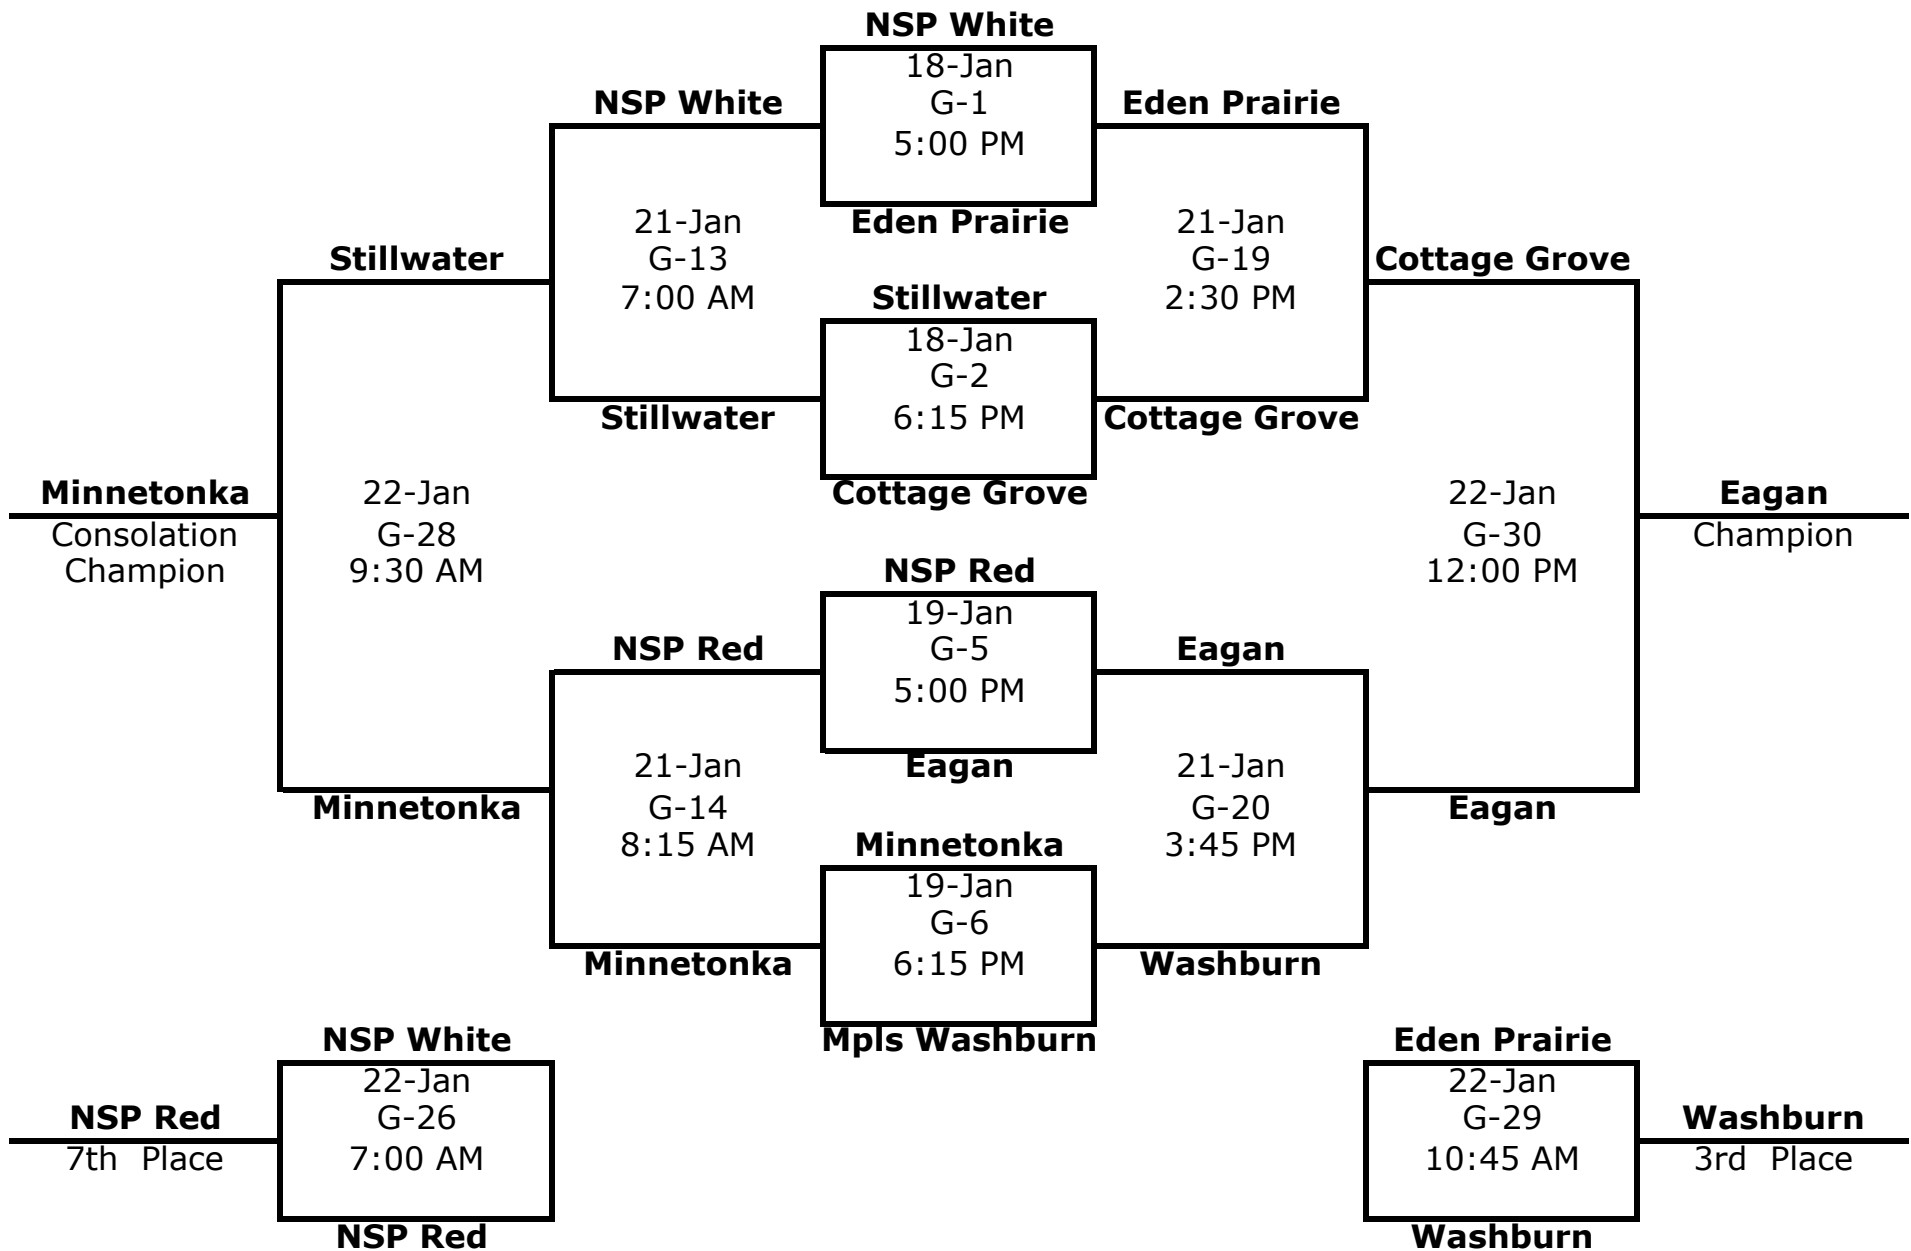 NSP White
18-Jan
NSP White G-1 Eden Prairie
5:00 PM
21-Jan Eden Prairie 21-Jan
Stillwater G-13 G-19 Cottage Grove
7:00 AM Stillwater 2:30 PM
18-Jan
G-2
Stillwater 6:15 PM Cottage Grove
Minnetonka 22-Jan Cottage Grove 22-Jan Eagan
Consolation G-28 G-30 Champion
Champion 9:30 AM NSP Red 12:00 PM
19-Jan
NSP Red G-5 Eagan
5:00 PM
21-Jan Eagan 21-Jan
Minnetonka G-14 G-20 Eagan
8:15 AM Minnetonka 3:45 PM
19-Jan
G-6
Minnetonka 6:15 PM Washburn
NSP White Mpls Washburn Eden Prairie
22-Jan 22-Jan
NSP Red G-26 G-29 Washburn
7th Place 7:00 AM 10:45 AM 3rd Place
NSP Red Washburn